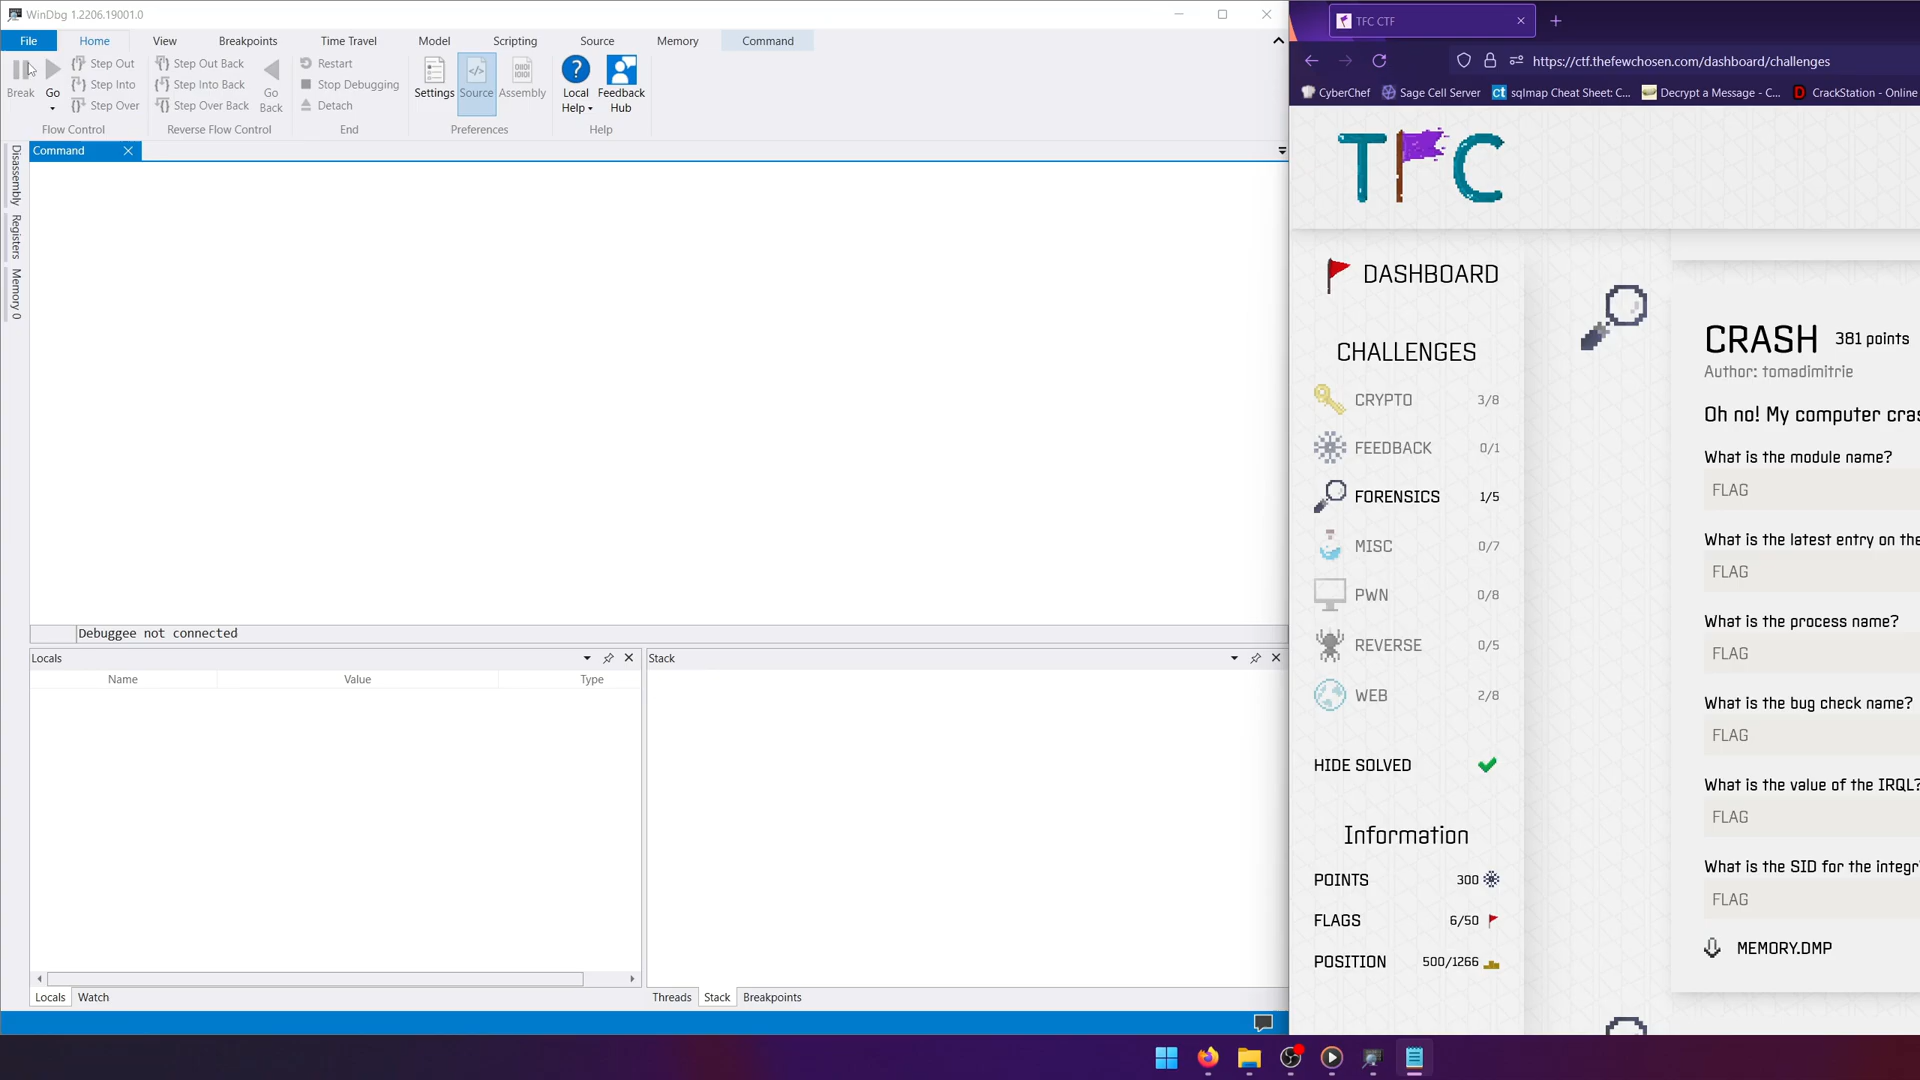 WinDbg 1.2206.19001.0
File Home View Breakpoints Time Travel Model Scripting Source Memory Command
Break Go Step Out Step Into Step Over
Step Out Back Step Into Back Step Over Back Go Back
Restart Stop Debugging Detach
Settings Source Assembly
Local Help Feedback Hub
Flow Control Reverse Flow Control End Preferences Help
Command
Disassembly
Registers
Memory 0
Debuggee not connected
Locals
Name Value Type
Stack
Locals Watch
Threads Stack Breakpoints
TFC CTF
https://ctf.thefewchosen.com/dashboard/challenges
CyberChef Sage Cell Server sqlmap Cheat Sheet: C... Decrypt a Message - C... CrackStation - Online
TFC
DASHBOARD
CHALLENGES
CRYPTO 3/8
FEEDBACK 0/1
FORENSICS 1/5
MISC 0/7
PWN 0/8
REVERSE 0/5
WEB 2/8
HIDE SOLVED
Information
POINTS 300
FLAGS 6/50
POSITION 500/1266
CRASH 381 points
Author: tomadimitrie
Oh no! My computer cras
What is the module name?
FLAG
What is the latest entry on the
FLAG
What is the process name?
FLAG
What is the bug check name?
FLAG
What is the value of the IRQL?
FLAG
What is the SID for the integr
FLAG
MEMORY.DMP